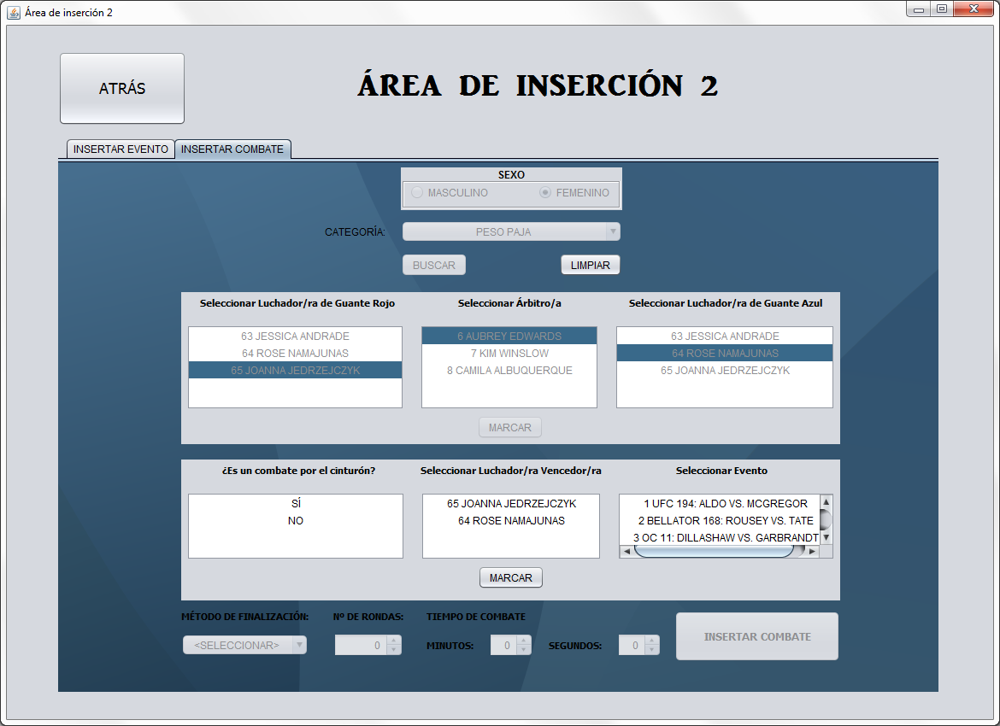 Área de inserción 2
ATRÁS
ÁREA DE INSERCIÓN 2
INSERTAR EVENTO
INSERTAR COMBATE
SEXO
MASCULINO
FEMENINO
CATEGORÍA:
PESO PAJA
BUSCAR
LIMPIAR
Seleccionar Luchador/ra de Guante Rojo
63 JESSICA ANDRADE
64 ROSE NAMAJUNAS
65 JOANNA JEDRZEJCZYK
Seleccionar Árbitro/a
6 AUBREY EDWARDS
7 KIM WINSLOW
8 CAMILA ALBUQUERQUE
Seleccionar Luchador/ra de Guante Azul
63 JESSICA ANDRADE
64 ROSE NAMAJUNAS
65 JOANNA JEDRZEJCZYK
MARCAR
¿Es un combate por el cinturón?
SÍ
NO
Seleccionar Luchador/ra Vencedor/ra
65 JOANNA JEDRZEJCZYK
64 ROSE NAMAJUNAS
Seleccionar Evento
1 UFC 194: ALDO VS. MCGREGOR
2 BELLATOR 168: ROUSEY VS. TATE
3 OC 11: DILLASHAW VS. GARBRANDT
MARCAR
MÉTODO DE FINALIZACIÓN:
<SELECCIONAR>
Nº DE RONDAS:
0
TIEMPO DE COMBATE
MINUTOS:
0
SEGUNDOS:
0
INSERTAR COMBATE